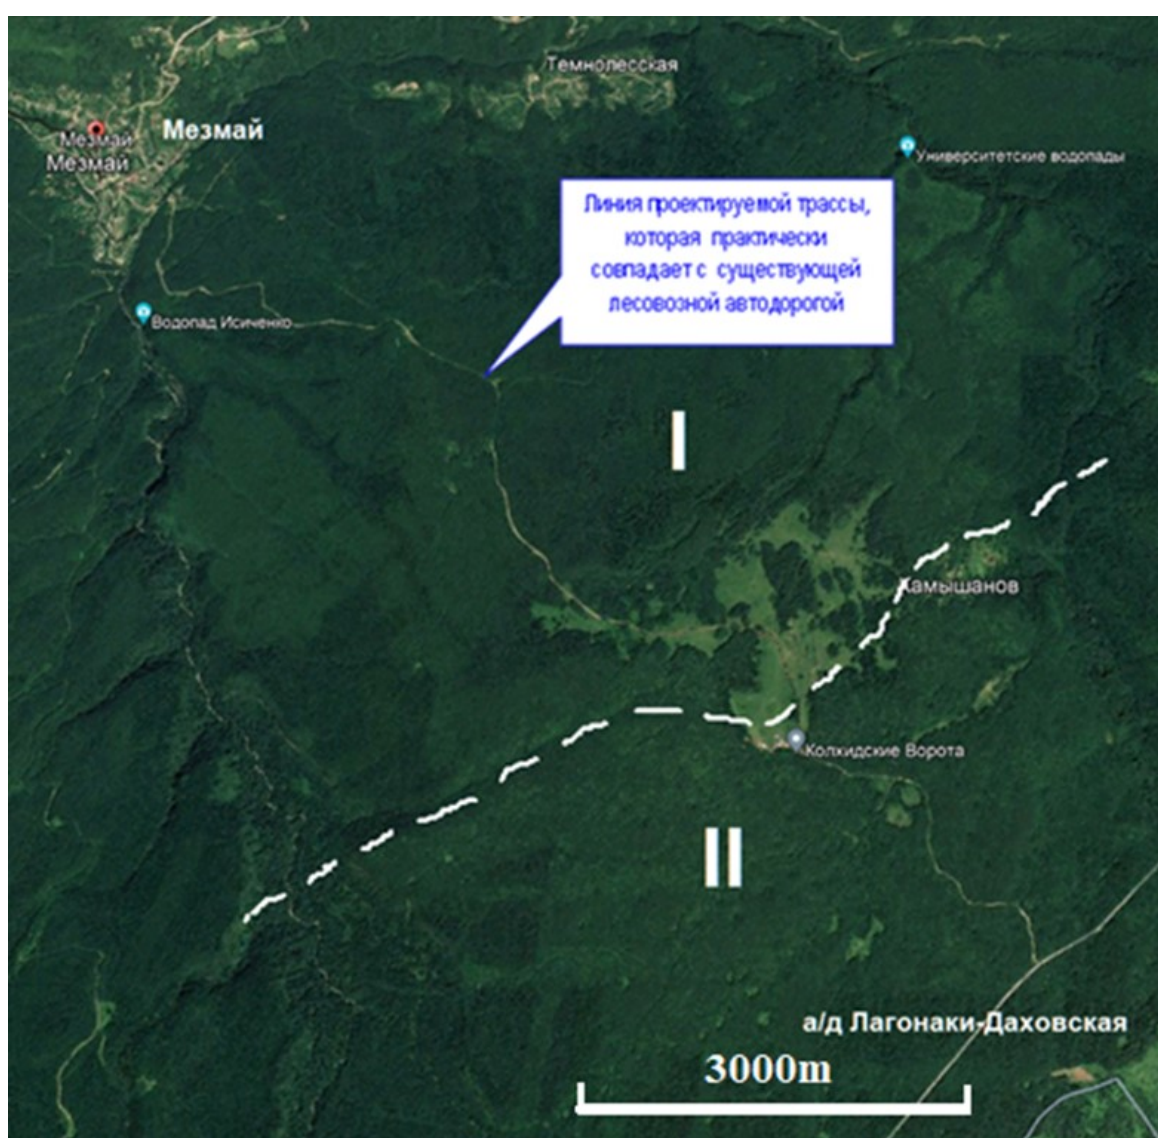 Темнолесская
Мезмай
Мезмай
Мезмай
Университетские водопады
Линия проектируемой трассы,
которая практически
совпадает с существующей
лесовозной автодорогой
Водопад Исиченко
I
Хамышанов
Колхидские Ворота
II
а/д Лагонаки-Даховская
3000m